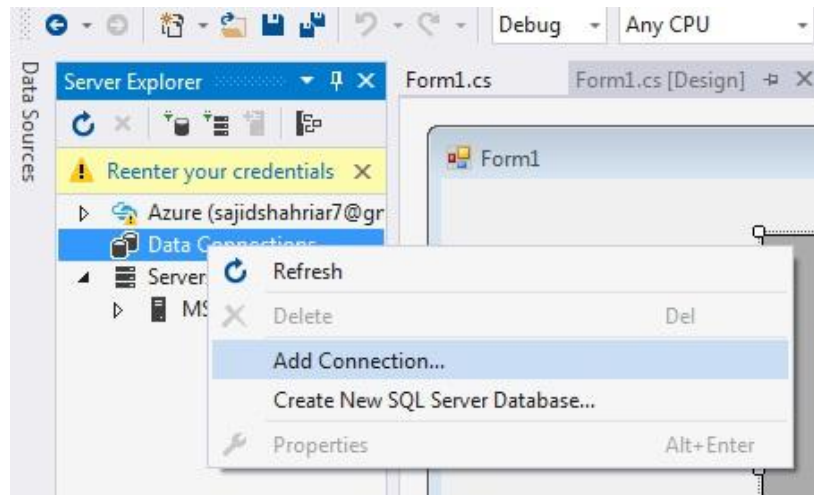 Debug
Any CPU
Data Sources
Server Explorer
Form1.cs
Form1.cs [Design]
Reenter your credentials
Form1
Azure (sajidshahriar7@gr
Data Connections
Server
MS
Refresh
Delete Del
Add Connection...
Create New SQL Server Database...
Properties Alt+Enter